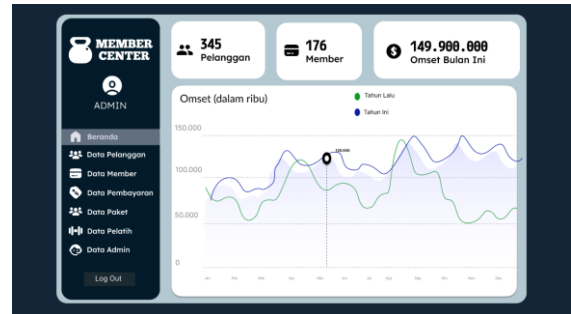 MEMBER
CENTER
ADMIN
Beranda
Data Pelanggan
Data Member
Data Pembayaran
Data Paket
Data Pelatih
Data Admin
Log Out
345
Pelanggan
176
Member
149.900.000
Omset Bulan Ini
Omset (dalam ribu)
Tahun Lalu
Tahun Ini
150.000
100.000
50.000
0